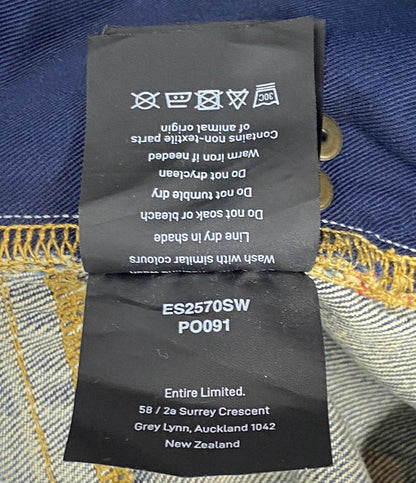 Wash with similar colours
Line dry in shade
Do not soak or bleach
Do not tumble dry
Do not dryclean
Warm iron if needed
Contains non-textile parts
of animal origin
30C
ES2570SW
PO091
Entire Limited.
58 / 2a Surrey Crescent
Grey Lynn, Auckland 1042
New Zealand